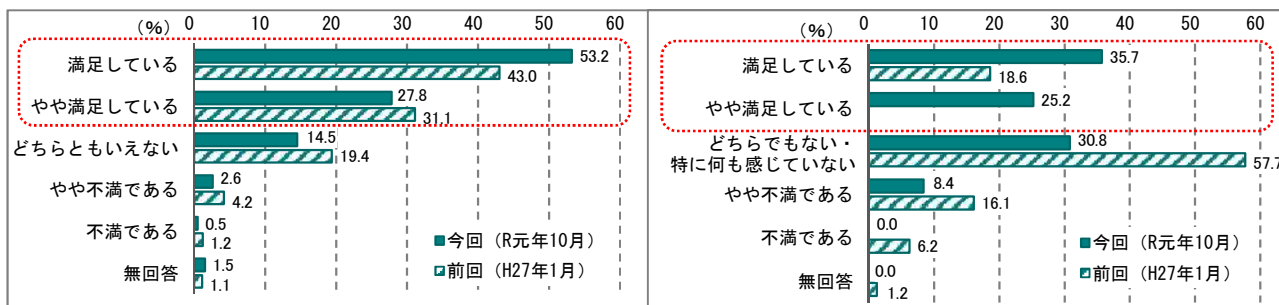 (%) 0 10 20 30 40 50 60
満足している 53.2
43.0
やや満足している 27.8
31.1
どちらともいえない 14.5
19.4
やや不満である 2.6
4.2
不満である 0.5
1.2
無回答 1.5
1.1
■今回（R元年10月）
前回（H27年1月）
(%) 0 10 20 30 40 50 60
満足している 35.7
18.6
やや満足している 25.2
どちらでもない・ 30.8
特に何も感じていない 57.7
やや不満である 8.4
16.1
不満である 0.0
6.2
無回答 0.0
1.2
■今回（R元年10月）
前回（H27年1月）